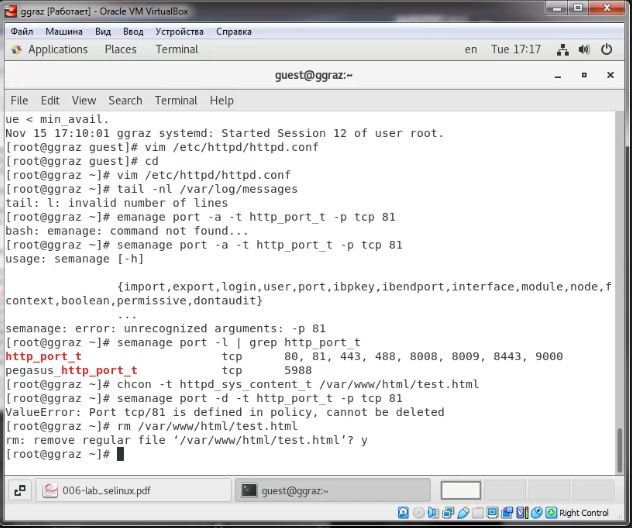 ggraz [Работает] - Oracle VM VirtualBox
Файл Машина Вид Ввод Устройства Справка
Applications Places Terminal en Tue 17:17
guest@ggraz:~
File Edit View Search Terminal Help
ue < min_avail.
Nov 15 17:10:01 ggraz systemd: Started Session 12 of user root.
[root@ggraz guest]# vim /etc/httpd/httpd.conf
[root@ggraz guest]# cd
[root@ggraz ~]# vim /etc/httpd/httpd.conf
[root@ggraz ~]# tail -nl /var/log/messages
tail: l: invalid number of lines
[root@ggraz ~]# emanage port -a -t http_port_t -p tcp 81
bash: emanage: command not found...
[root@ggraz ~]# semanage port -a -t http_port_t -p tcp 81
usage: semanage [-h]
{import,export,login,user,port,ibpkey,ibendport,interface,module,node,f
context,boolean,permissive,dontaudit}
...
semanage: error: unrecognized arguments: -p 81
[root@ggraz ~]# semanage port -l | grep http_port_t
http_port_t tcp 80, 81, 443, 488, 8008, 8009, 8443, 9000
pegasus_http_port_t tcp 5988
[root@ggraz ~]# chcon -t httpd_sys_content_t /var/www/html/test.html
[root@ggraz ~]# semanage port -d -t http_port_t -p tcp 81
ValueError: Port tcp/81 is defined in policy, cannot be deleted
[root@ggraz ~]# rm /var/www/html/test.html
rm: remove regular file ‘/var/www/html/test.html’? y
[root@ggraz ~]#
006-lab_selinux.pdf guest@ggraz:~
Right Control